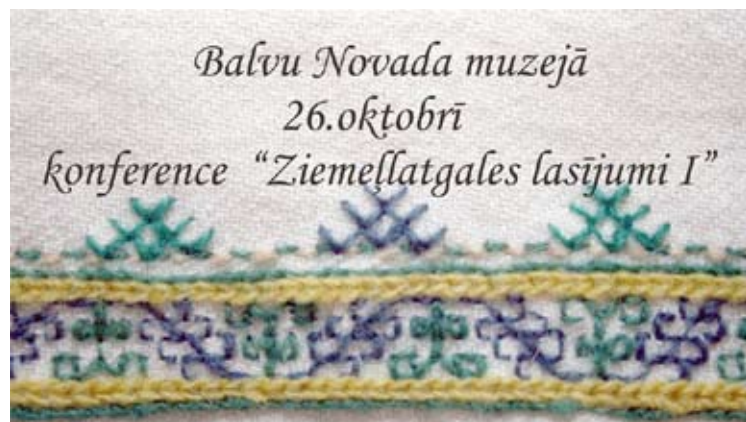 Balvu Novada muzejā
26.oktobrī
konference “Ziemeļlatgales lasījumi I”